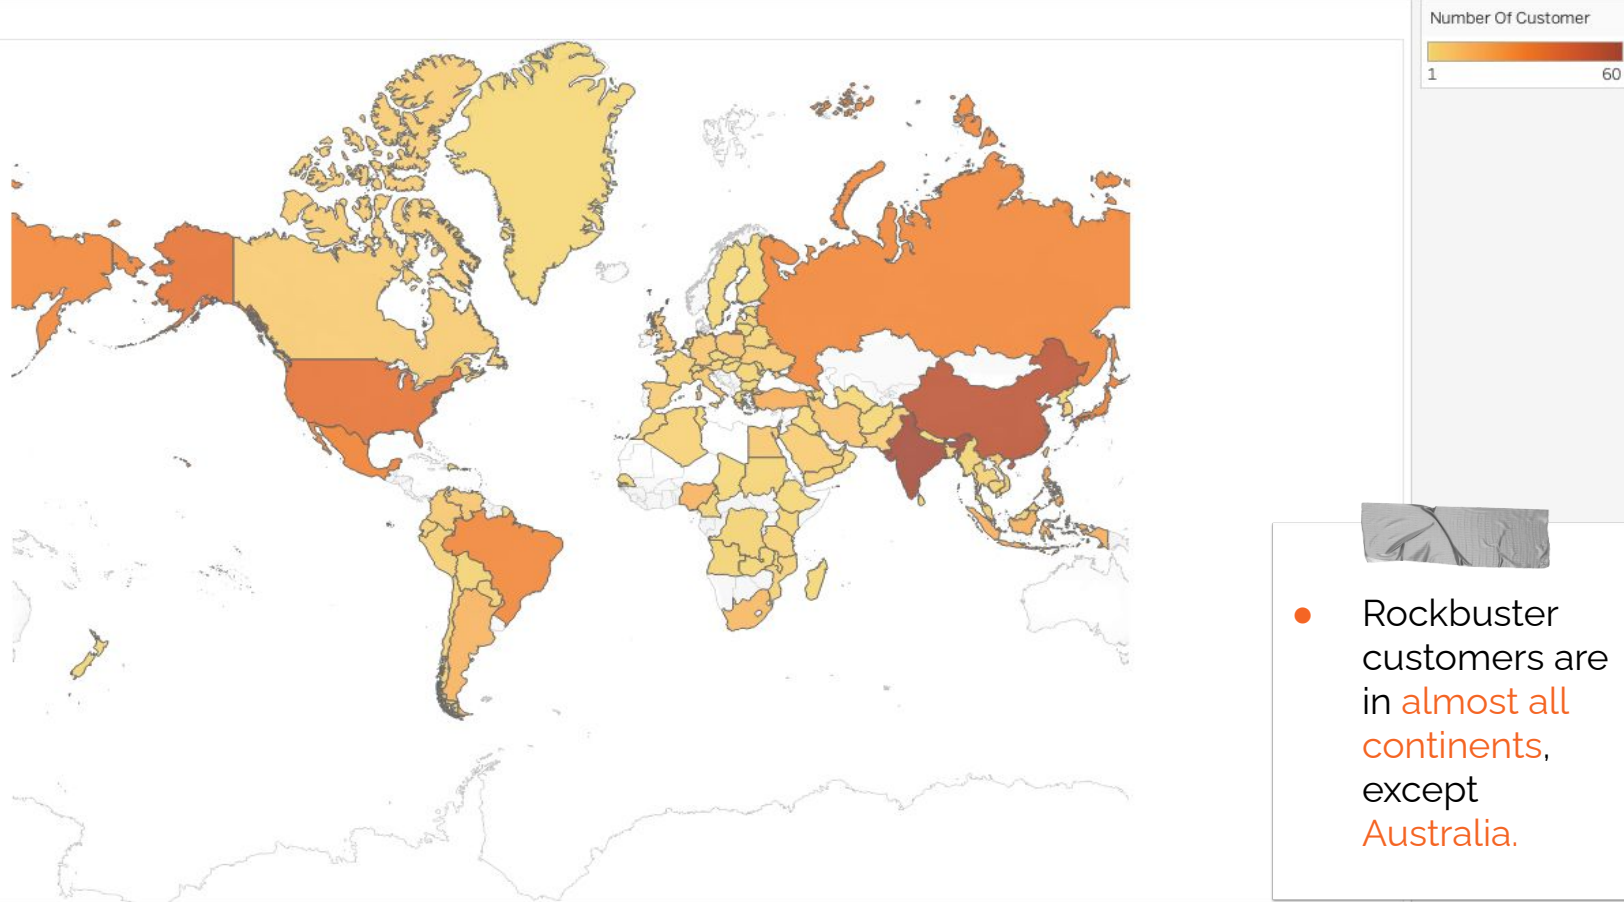 Number Of Customer
1 60
Rockbuster
customers are
in almost all
continents,
except
Australia.